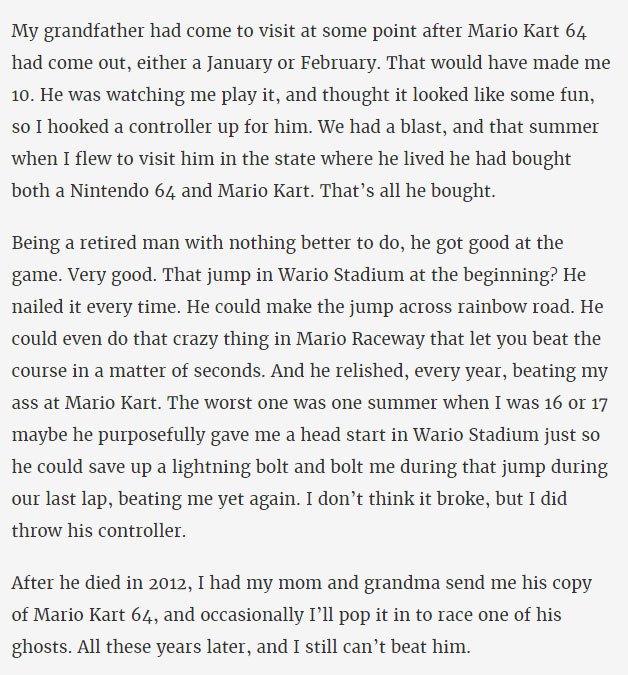 My grandfather had come to visit at some point after Mario Kart 64
had come out, either a January or February. That would have made me
10. He was watching me play it, and thought it looked like some fun,
so I hooked a controller up for him. We had a blast, and that summer
when I flew to visit him in the state where he lived he had bought
both a Nintendo 64 and Mario Kart. That’s all he bought.
Being a retired man with nothing better to do, he got good at the
game. Very good. That jump in Wario Stadium at the beginning? He
nailed it every time. He could make the jump across rainbow road. He
could even do that crazy thing in Mario Raceway that let you beat the
course in a matter of seconds. And he relished, every year, beating my
ass at Mario Kart. The worst one was one summer when I was 16 or 17
maybe he purposefully gave me a head start in Wario Stadium just so
he could save up a lightning bolt and bolt me during that jump during
our last lap, beating me yet again. I don’t think it broke, but I did
throw his controller.
After he died in 2012, I had my mom and grandma send me his copy
of Mario Kart 64, and occasionally I’ll pop it in to race one of his
ghosts. All these years later, and I still can’t beat him.